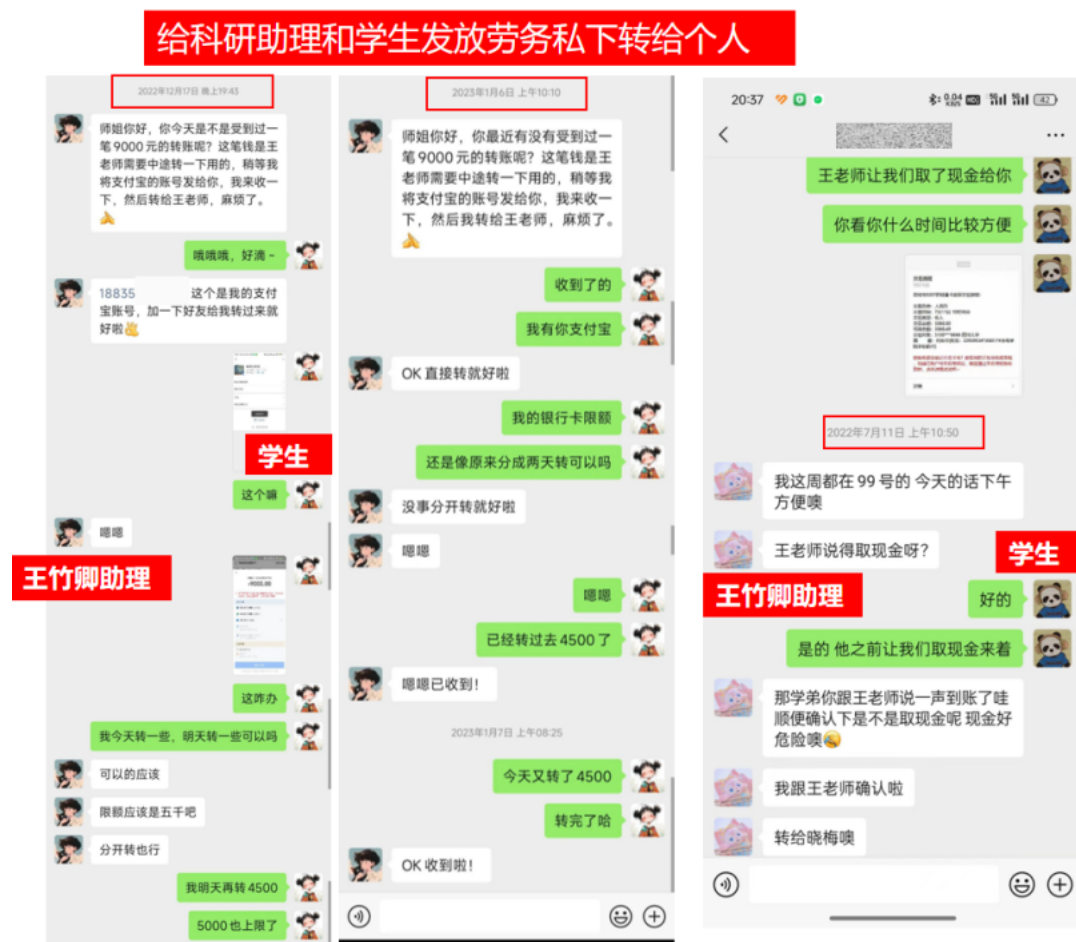 给科研助理和学生发放劳务私下转给个人
2022年12月17日 晚上19:43
师姐你好，你今天是不是受到过一
笔9000元的转账呢？这笔钱是王
老师需要中途转一下用的，稍等我
将支付宝的账号发给你，我来收一
下，然后转给王老师，麻烦了。
哦哦哦，好滴~
18835 这个是我的支付
宝账号，加一下好友给我转过来就
好啦
学生
这个嘛
嗯嗯
王竹卿助理
-9000.00
这咋办
我今天转一些，明天转一些可以吗
可以的应该
限额应该是五千吧
分开转也行
我明天再转4500
5000也上限了
2023年1月6日 上午10:10
师姐你好，你最近有没有受到过一
笔9000元的转账呢？这笔钱是王
老师需要中途转一下用的，稍等我
将支付宝的账号发给你，我来收一
下，然后我转给王老师，麻烦了。
收到了的
我有你支付宝
OK 直接转就好啦
我的银行卡限额
还是像原来分成两天转可以吗
没事分开转就好啦
嗯嗯
嗯嗯
已经转过去4500了
嗯嗯已收到！
2023年1月7日 上午08:25
今天又转了4500
转完了哈
OK 收到啦！
20:37
0.04 KB/S 5G 5G 42
王老师让我们取了现金给你
你看你什么时间比较方便
2022年7月11日 上午10:50
我这周都在99号的 今天的话下午
方便噢
王老师说得取现金呀？
学生
王竹卿助理
好的
是的 他之前让我们取现金来着
那学弟你跟王老师说一声到账了哇
顺便确认下是不是取现金呢 现金好
危险噢
我跟王老师确认啦
转给晓梅噢